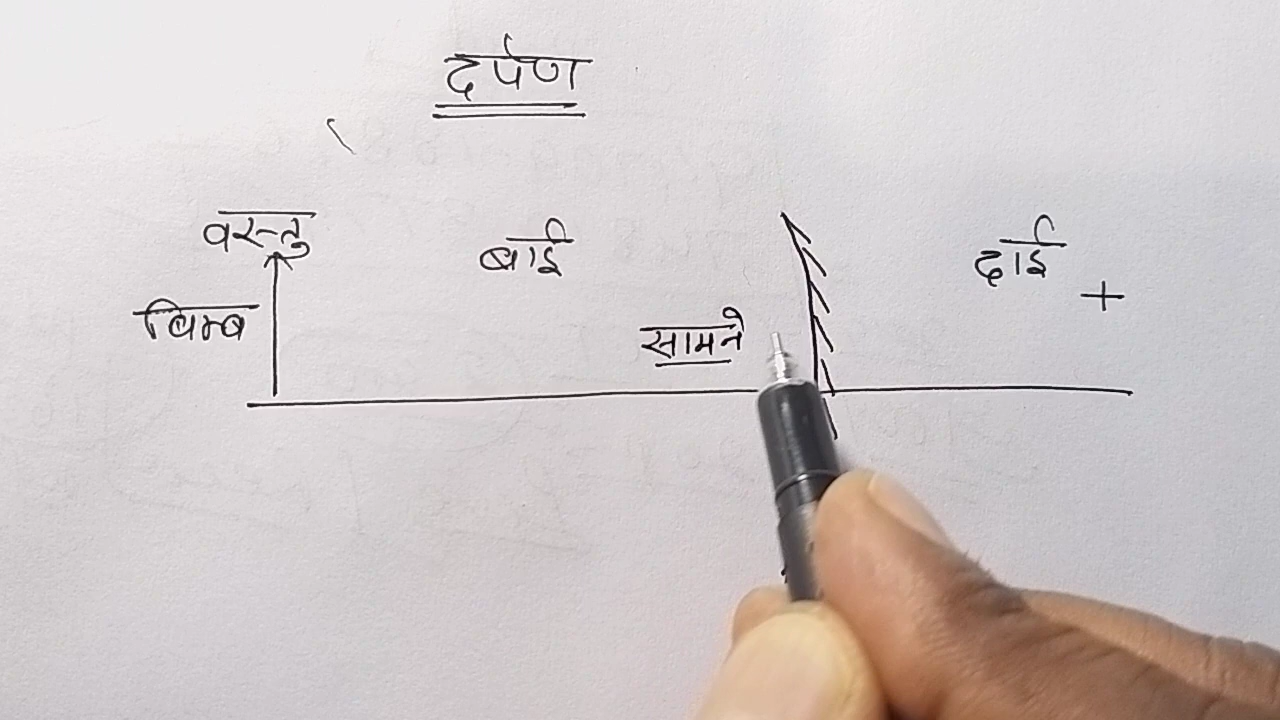 दर्पण
वस्तु
बाई
दाई
बिम्ब
सामने
+